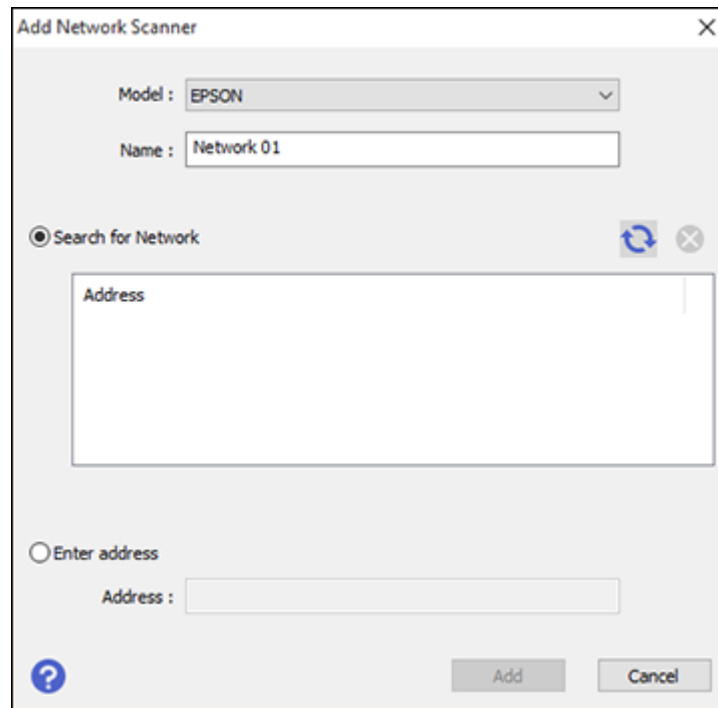 Add Network Scanner
Model : EPSON
Name : Network 01
Search for Network
Address
Enter address
Address :
? Add Cancel